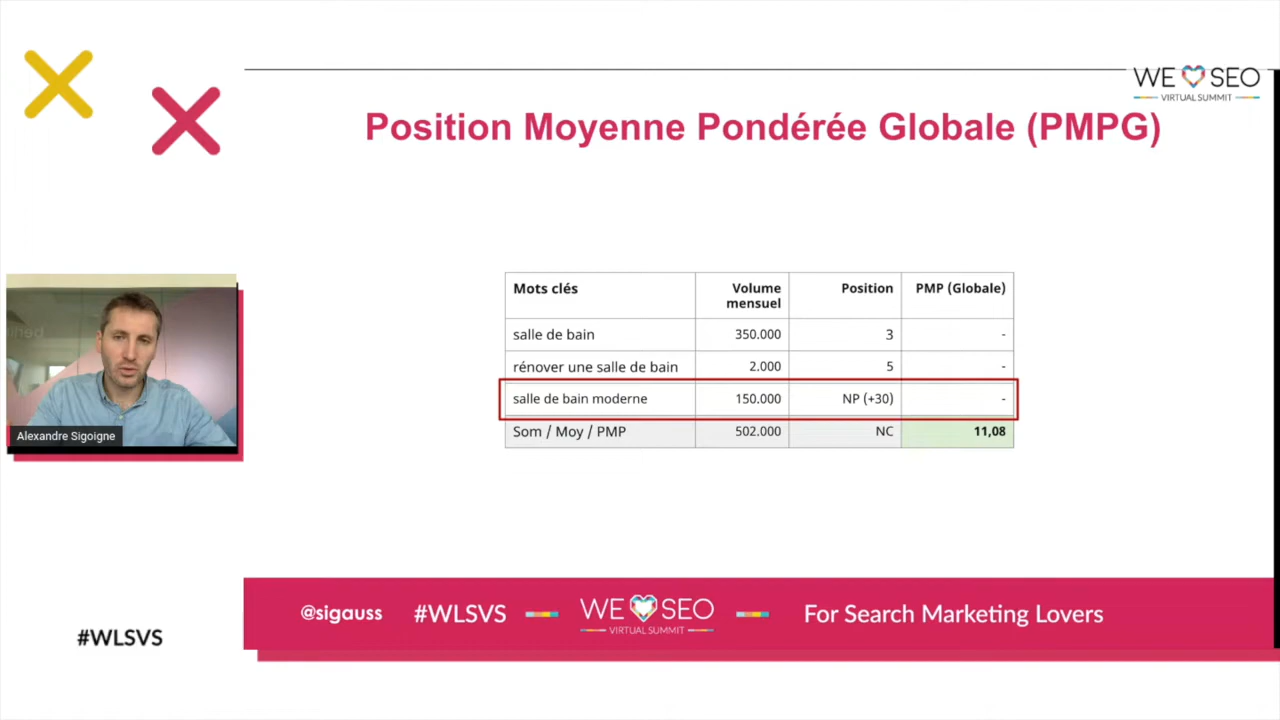 WE SEO
VIRTUAL SUMMIT
Position Moyenne Pondérée Globale (PMPG)
Mots clés Volume mensuel Position PMP (Globale)
salle de bain 350.000 3 -
rénover une salle de bain 2.000 5 -
salle de bain moderne 150.000 NP (+30) -
Som / Moy / PMP 502.000 NC 11,08
Alexandre Sigoigne
@sigauss #WLSVS WE SEO VIRTUAL SUMMIT For Search Marketing Lovers
#WLSVS